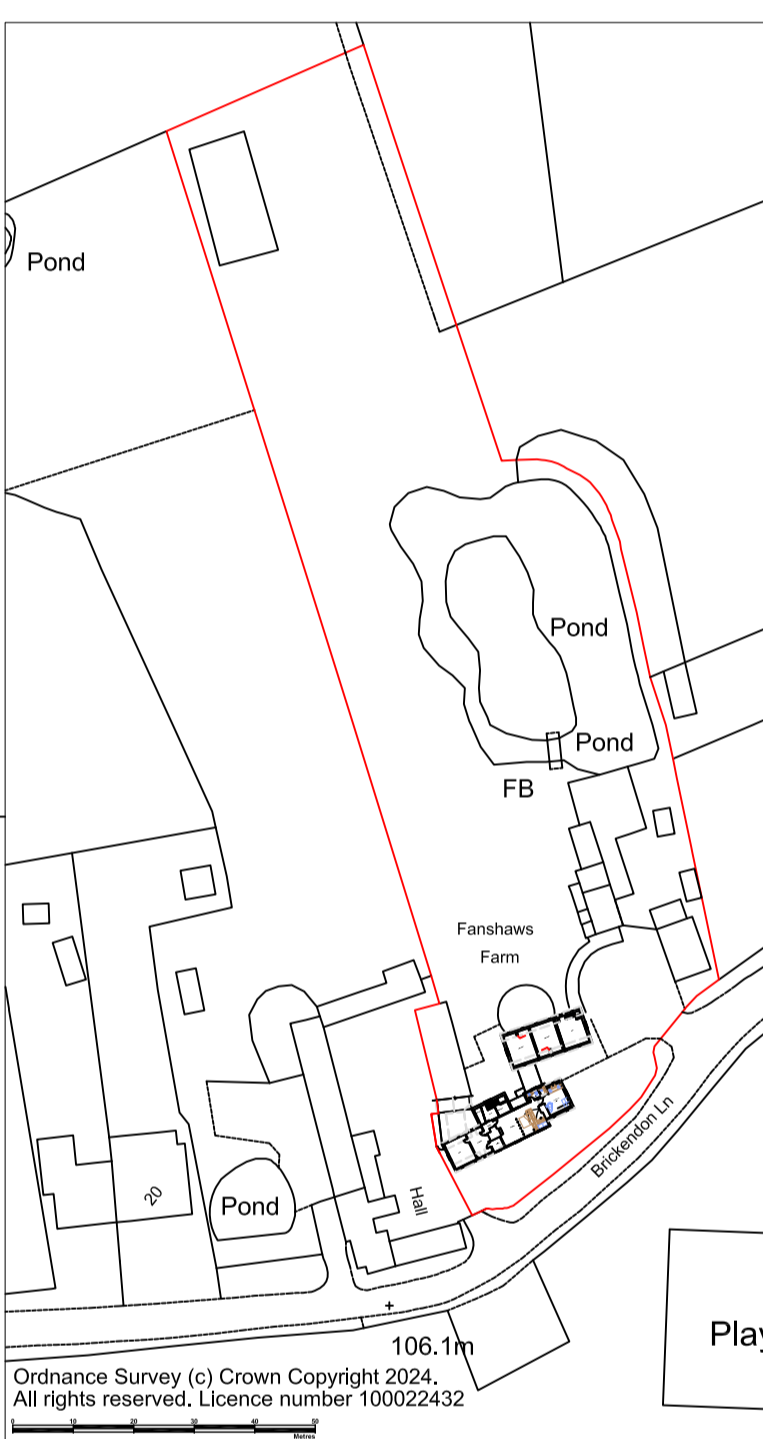 Pond
Pond
Pond
FB
Fanshaws
Farm
Brickendon Ln
20
Pond
Hall
Play
106.1m
Ordnance Survey (c) Crown Copyright 2024.
All rights reserved. Licence number 100022432
0 10 20 30 40 50
Metres